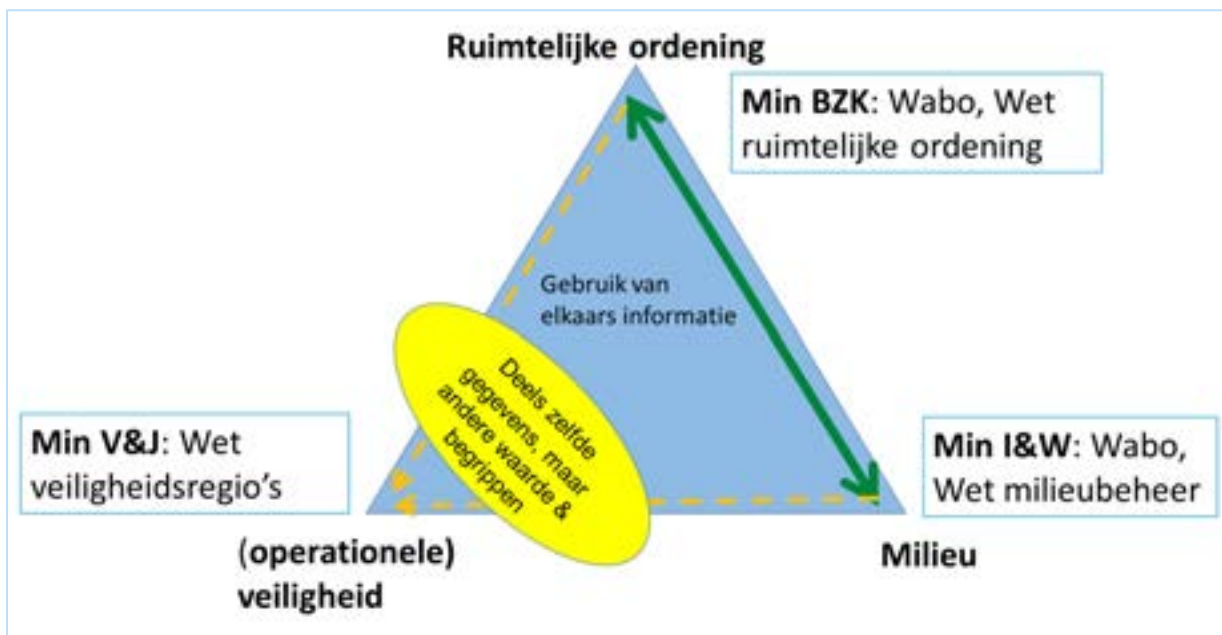 Ruimtelijke ordening
Min BZK: Wabo, Wet
ruimtelijke ordening
Gebruik van
elkaars informatie
Deels zelfde
gegevens, maar
andere waarde &
begrippen
Min V&J: Wet
veiligheidsregio's
Min I&W: Wabo,
Wet milieubeheer
(operationele)
veiligheid
Milieu